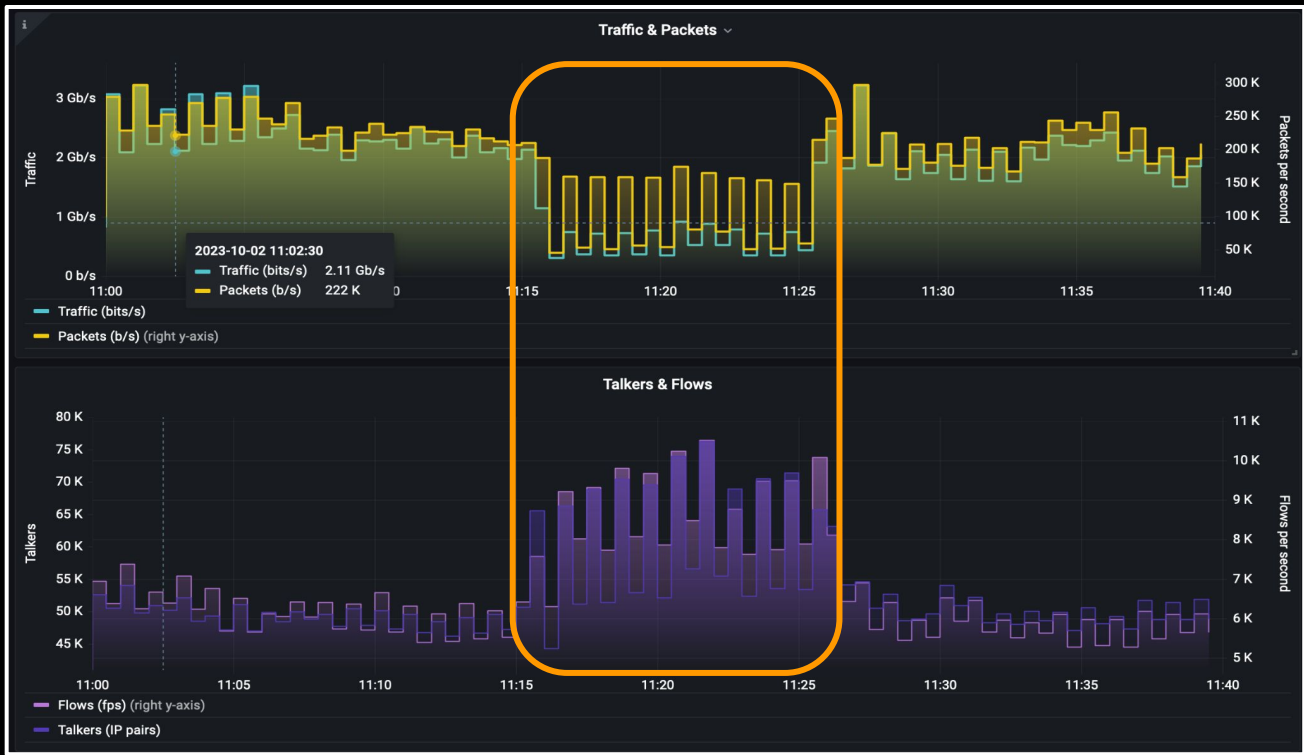 i
Traffic & Packets
3 Gb/s
2 Gb/s
1 Gb/s
0 b/s
Traffic
300 K
250 K
200 K
150 K
100 K
50 K
Packets per second
2023-10-02 11:02:30
Traffic (bits/s) 2.11 Gb/s
Packets (b/s) 222 K
11:00 0 11:15 11:20 11:25 11:30 11:35 11:40
Traffic (bits/s)
Packets (b/s) (right y-axis)
Talkers & Flows
80 K
75 K
70 K
65 K
60 K
55 K
50 K
45 K
Talkers
11 K
10 K
9 K
8 K
7 K
6 K
5 K
Flows per second
11:00 11:05 11:10 11:15 11:20 11:25 11:30 11:35 11:40
Flows (fps) (right y-axis)
Talkers (IP pairs)